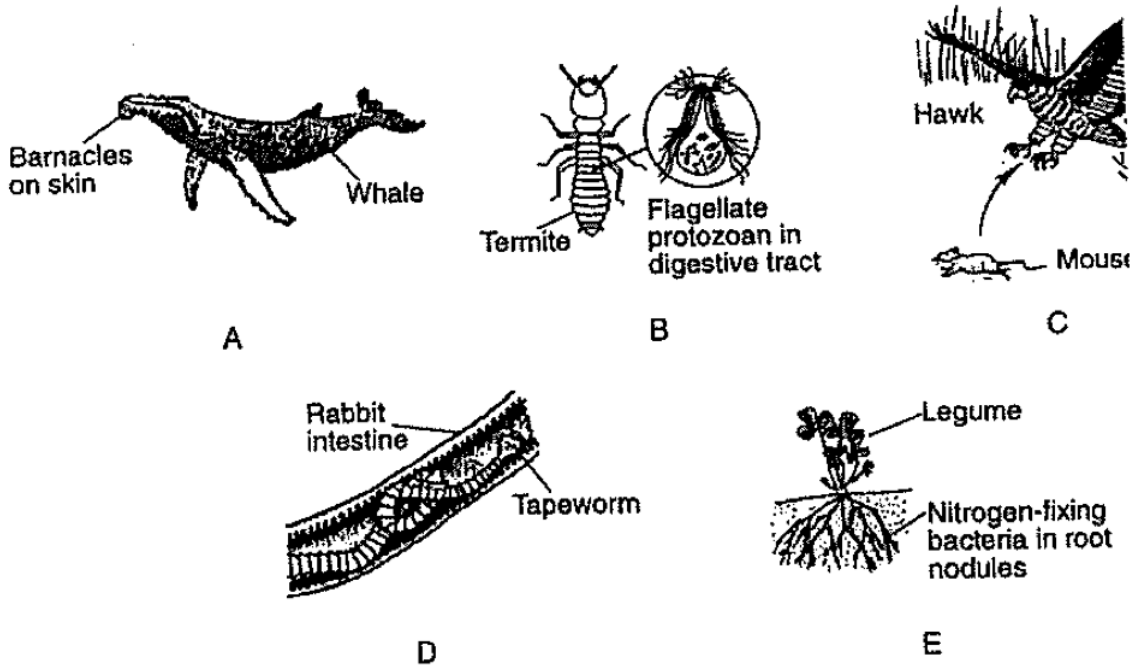 Barnacles
on skin
Whale
A
Termite
Flagellate
protozoan in
digestive tract
B
Hawk
Mouse
C
Rabbit
intestine
Tapeworm
D
Legume
Nitrogen-fixing
bacteria in root
nodules
E